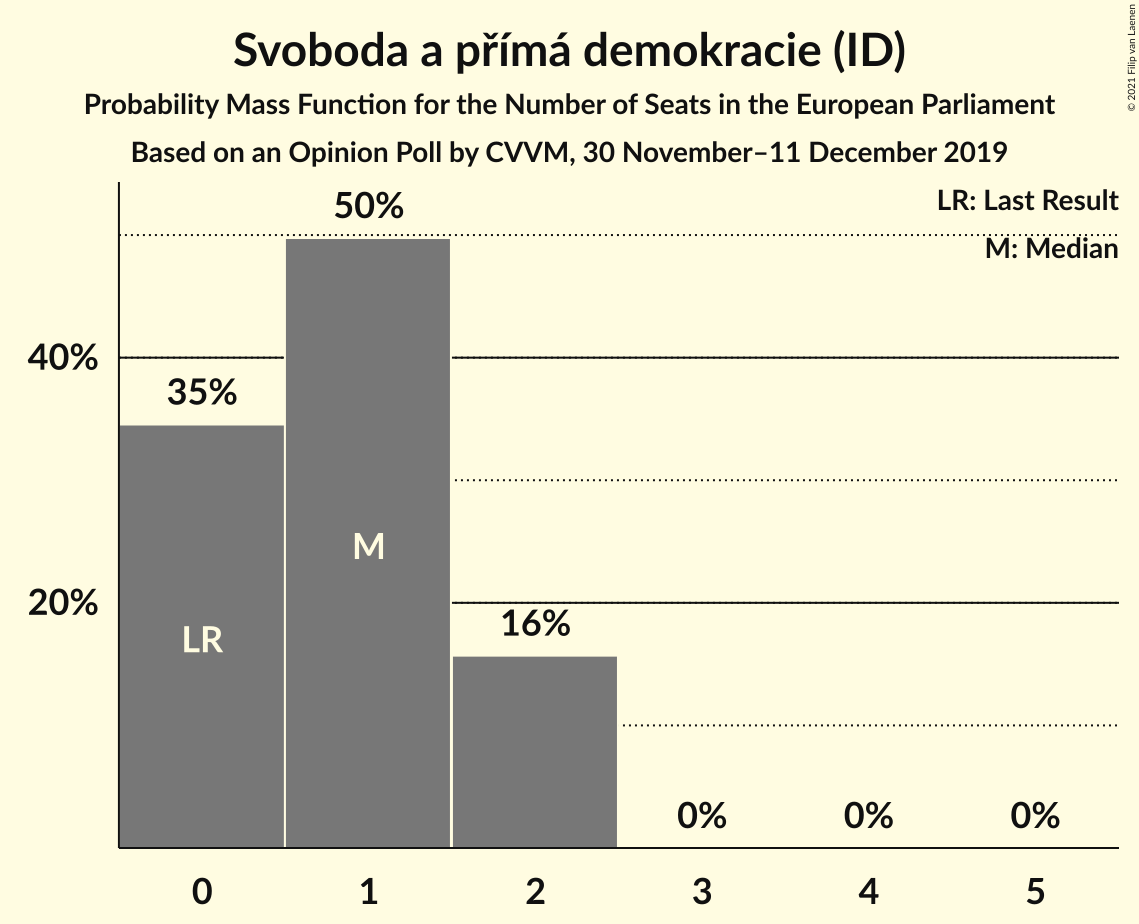 Svoboda a přímá demokracie (ID)
Probability Mass Function for the Number of Seats in the European Parliament
Based on an Opinion Poll by CVVM, 30 November–11 December 2019
© 2021 Filip van Laenen
LR: Last Result
M: Median
50%
40%
35%
M
20%
16%
LR
0% 0% 0%
0 1 2 3 4 5